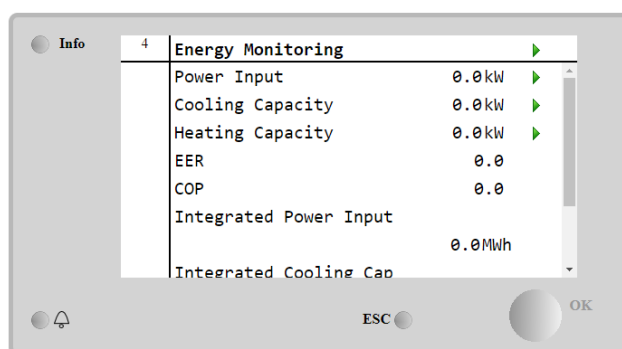 Info
4 Energy Monitoring
Power Input 0.0kW
Cooling Capacity 0.0kW
Heating Capacity 0.0kW
EER 0.0
COP 0.0
Integrated Power Input
0.0MWh
Integrated Cooling Cap
ESC
OK